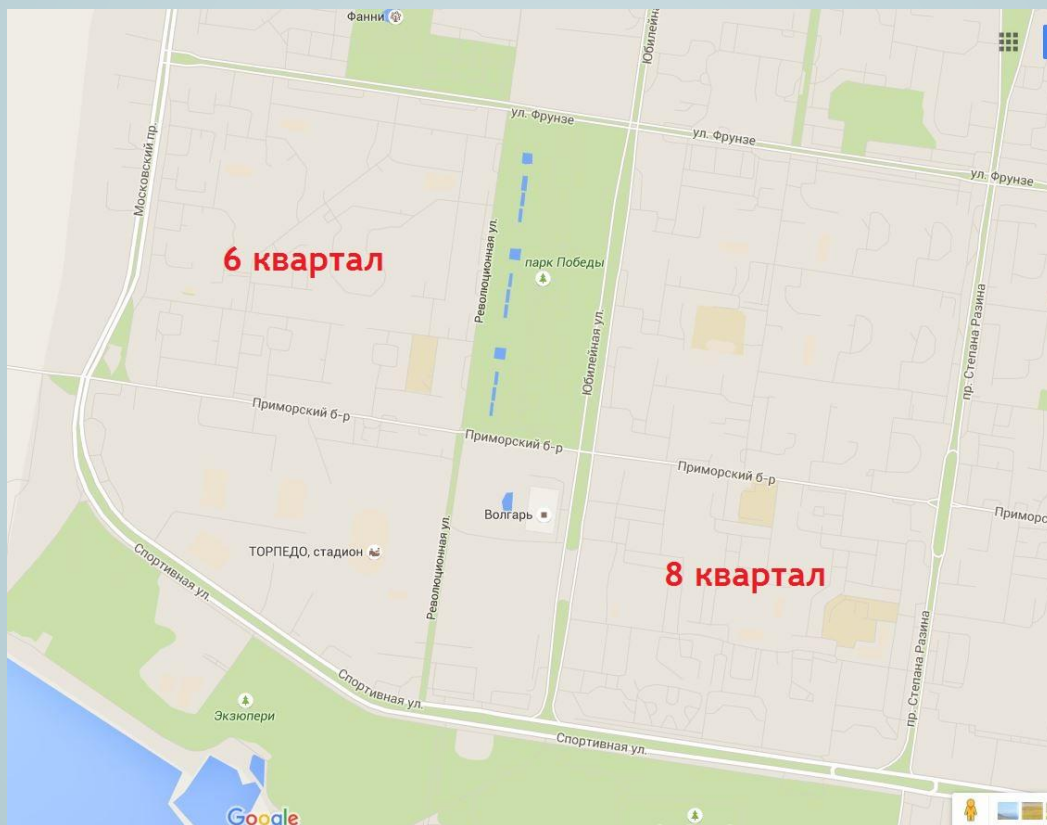 Фанни
Юбилейная
ул. Фрунзе
ул. Фрунзе
ул. Фрунзе
Московский пр.
6 квартал
Революционная ул.
парк Победы
Юбилейная ул.
пр. Степана Разина
Приморский б-р
Приморский б-р
Приморский б-р
Приморс
Волгарь
ТОРПЕДО, стадион
Революционная ул.
8 квартал
Спортивная ул.
пр. Степана Разина
Спортивная ул.
Экзюпери
Спортивная ул.
Google